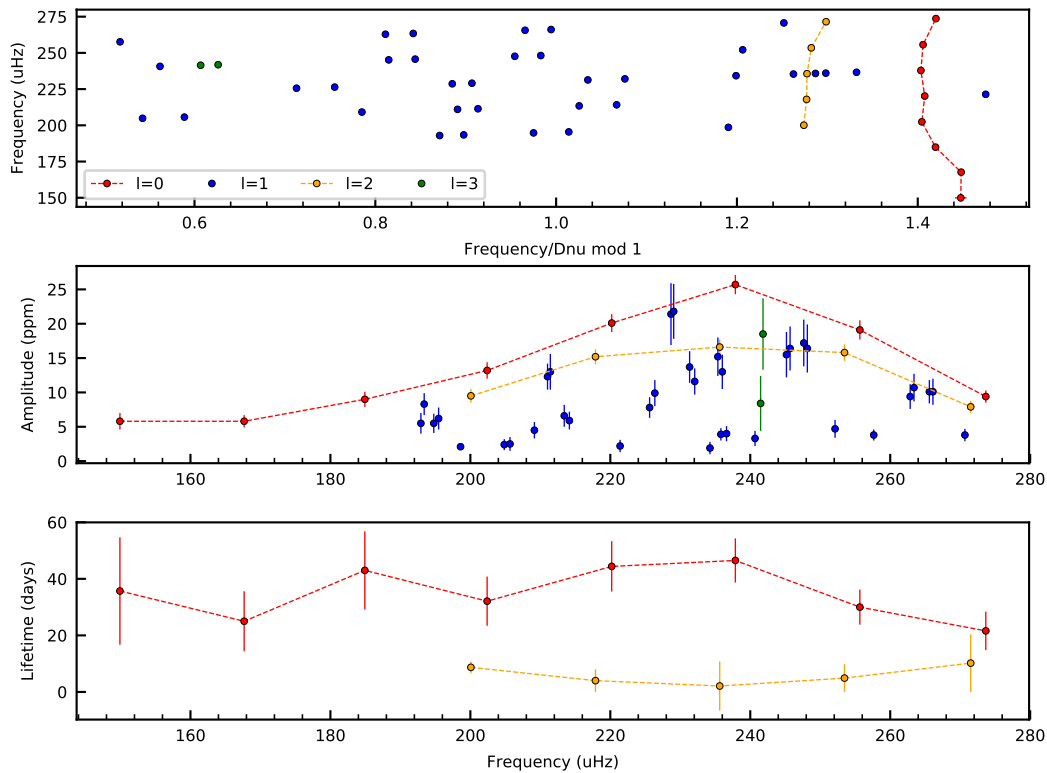 275
250
225
200
175
150
Frequency (uHz)
l=0 l=1 l=2 l=3
0.6 0.8 1.0 1.2 1.4
Frequency/Dnu mod 1
25
20
15
10
5
0
Amplitude (ppm)
160 180 200 220 240 260 280
60
40
20
0
Lifetime (days)
160 180 200 220 240 260 280
Frequency (uHz)